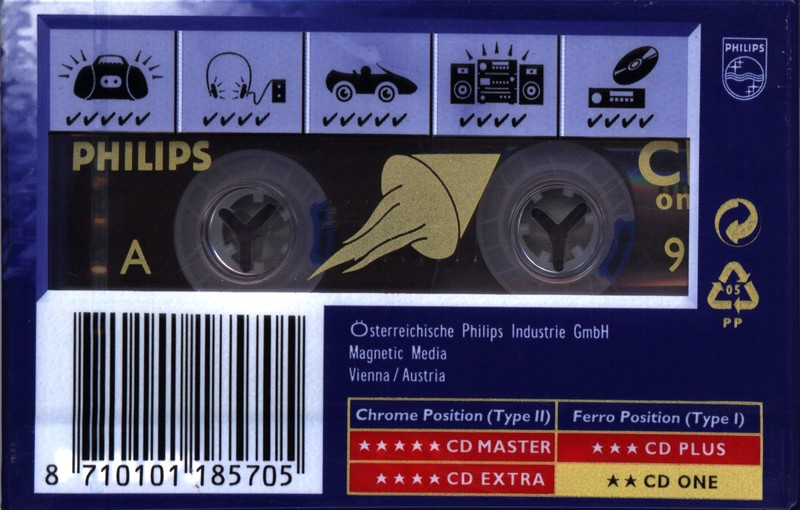 PHILIPS
PHILIPS
A
C
on
9
05
PP
Österreichische Philips Industrie GmbH
Magnetic Media
Vienna / Austria
Chrome Position (Type II) Ferro Position (Type I)
★★★★★ CD MASTER ★★★ CD PLUS
★★★★ CD EXTRA ★★ CD ONE
8 710101 185705